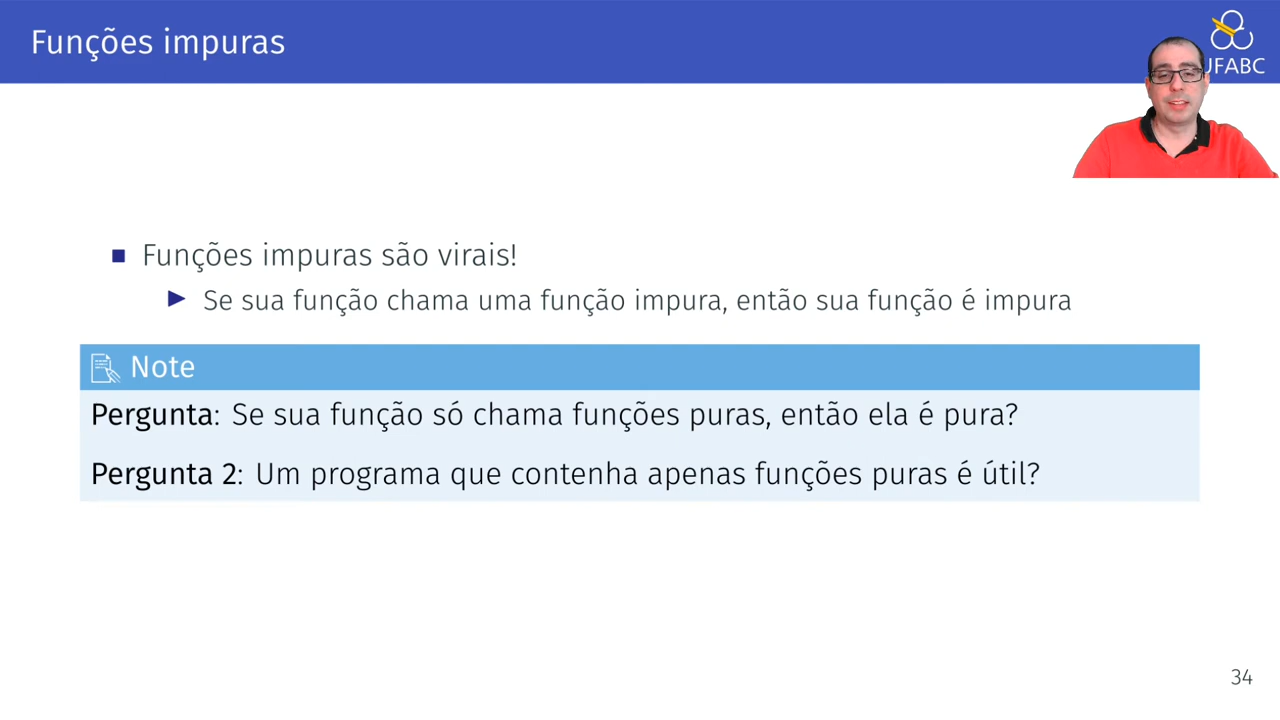 Funções impuras
UFABC
Funções impuras são virais!
Se sua função chama uma função impura, então sua função é impura
Note
Pergunta: Se sua função só chama funções puras, então ela é pura?
Pergunta 2: Um programa que contenha apenas funções puras é útil?
34